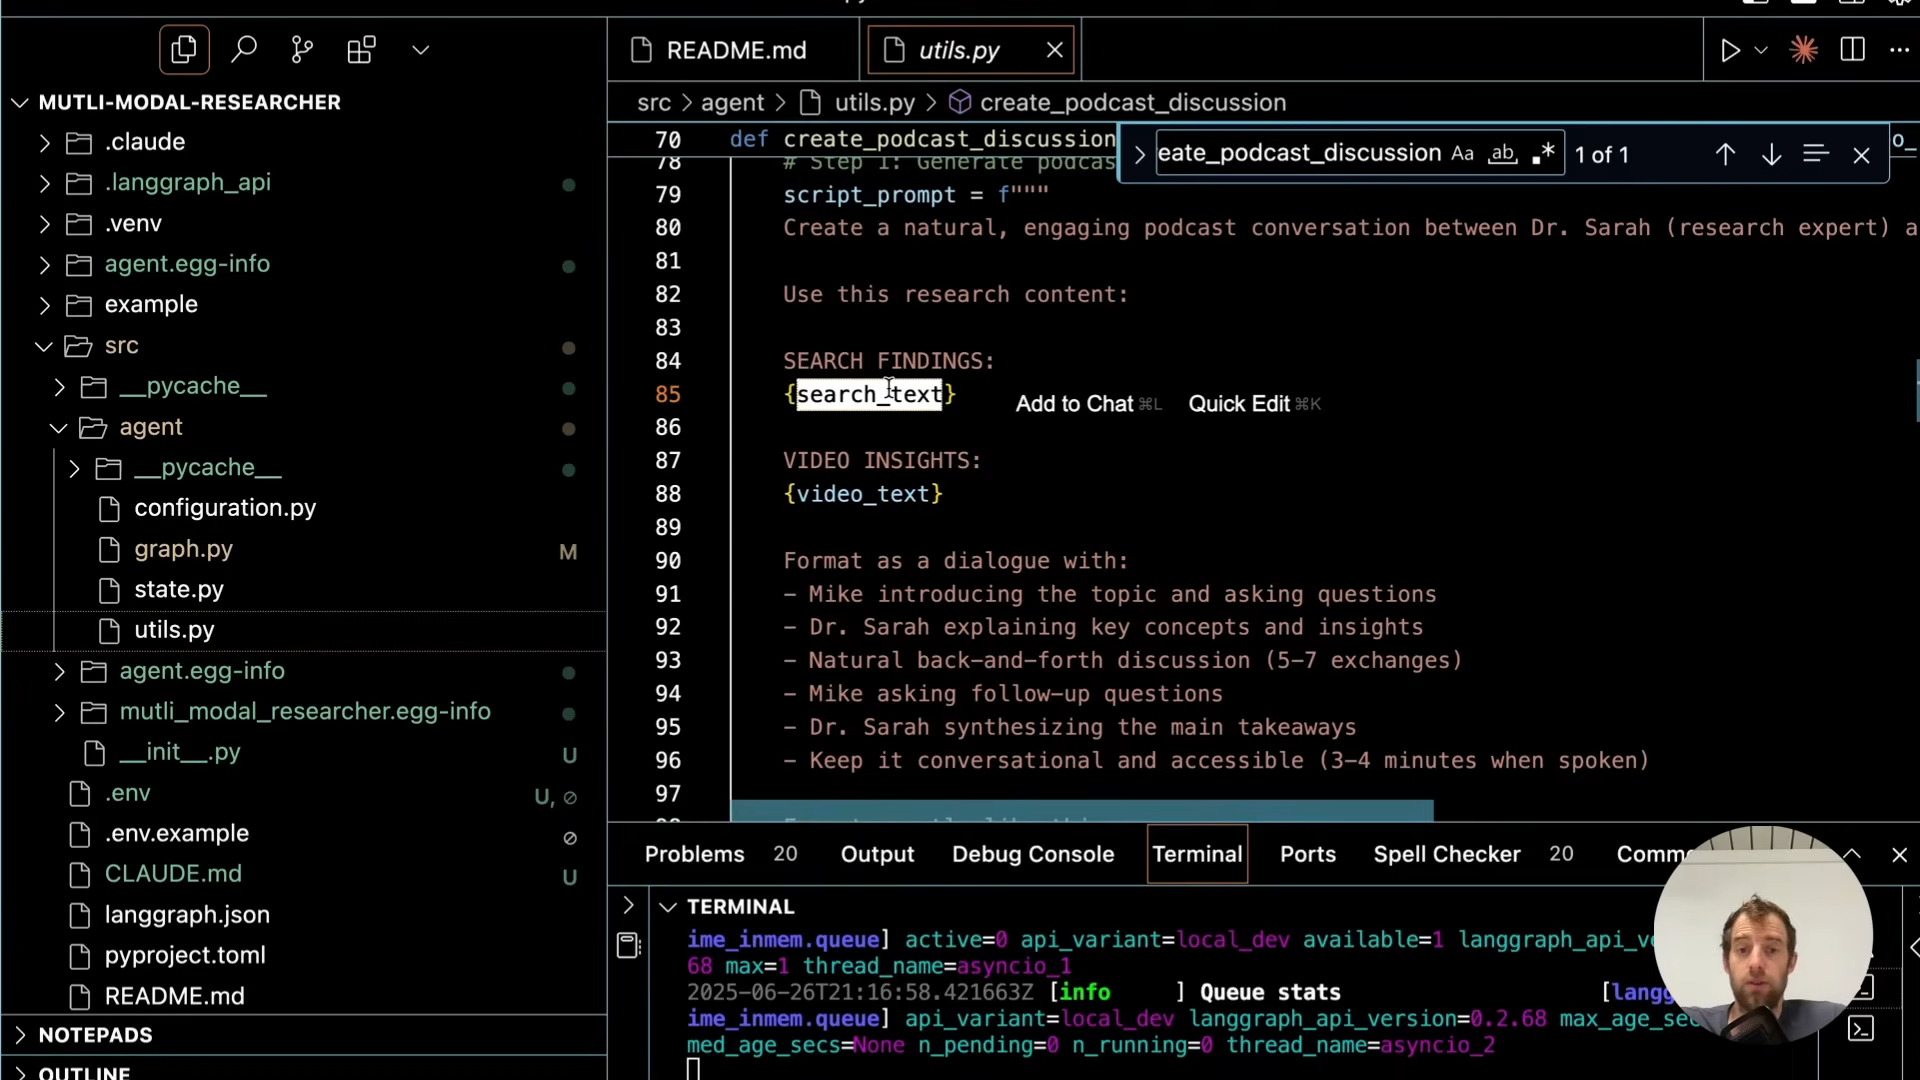 MUTLI-MODAL-RESEARCHER
.claude
.langgraph_api
.venv
agent.egg-info
example
src
__pycache__
agent
__pycache__
configuration.py
graph.py M
state.py
utils.py
agent.egg-info
mutli_modal_researcher.egg-info
__init__.py U
.env U,
.env.example
CLAUDE.md U
langgraph.json
pyproject.toml
README.md
NOTEPADS
OUTLINE
README.md utils.py
src > agent > utils.py > create_podcast_discussion
70 def create_podcast_discussion
eate_podcast_discussion Aa ab 1 of 1
78 # Step 1: Generate podcas
79 script_prompt = f"""
80 Create a natural, engaging podcast conversation between Dr. Sarah (research expert) a
81
82 Use this research content:
83
84 SEARCH FINDINGS:
85 {search_text} Add to Chat ⌘L Quick Edit ⌘K
86
87 VIDEO INSIGHTS:
88 {video_text}
89
90 Format as a dialogue with:
91 - Mike introducing the topic and asking questions
92 - Dr. Sarah explaining key concepts and insights
93 - Natural back-and-forth discussion (5-7 exchanges)
94 - Mike asking follow-up questions
95 - Dr. Sarah synthesizing the main takeaways
96 - Keep it conversational and accessible (3-4 minutes when spoken)
97
Problems 20 Output Debug Console Terminal Ports Spell Checker 20 Comm
TERMINAL
ime_inmem.queue] active=0 api_variant=local_dev available=1 langgraph_api_ve
68 max=1 thread_name=asyncio_1
2025-06-26T21:16:58.421663Z [info ] Queue stats [lang
ime_inmem.queue] api_variant=local_dev langgraph_api_version=0.2.68 max_age_sec
med_age_secs=None n_pending=0 n_running=0 thread_name=asyncio_2